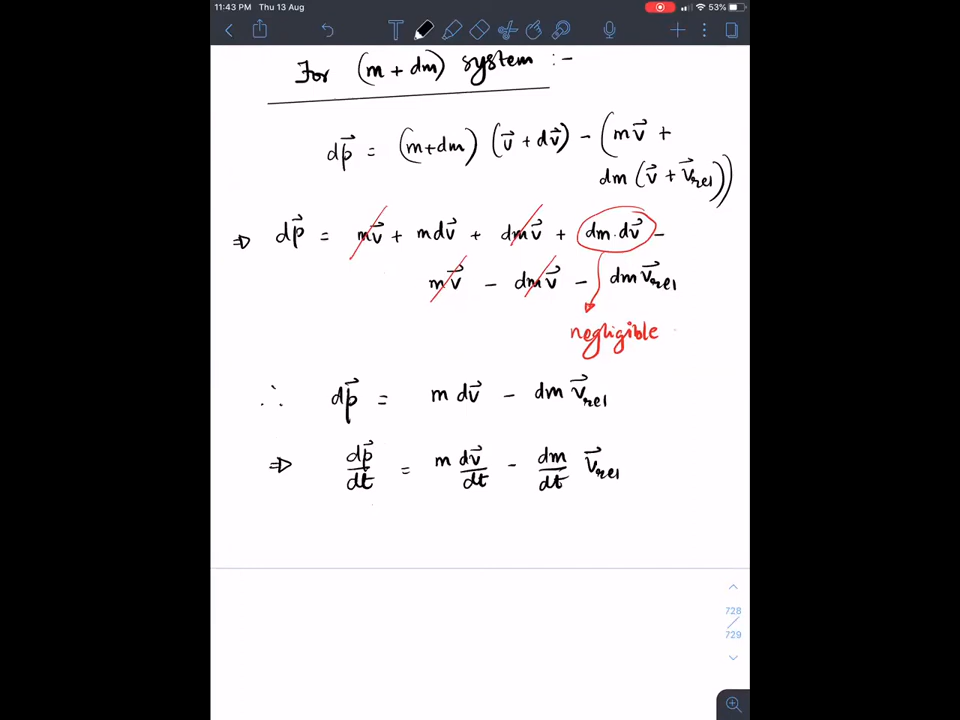 11:43 PM Thu 13 Aug 53%
For (m + dm) system :-
dp⃗ = (m+dm) (v⃗ + dv⃗) - (mv⃗ +
dm (v⃗ + v⃗rel))
⇒ dp⃗ = mv⃗ + mdv⃗ + dmv⃗ + dm·dv⃗ -
mv⃗ - dmv⃗ - dmv⃗rel
negligible
∴ dp⃗ = m dv⃗ - dm v⃗rel
⇒ dp⃗/dt = m dv⃗/dt - dm/dt v⃗rel
728
/
729